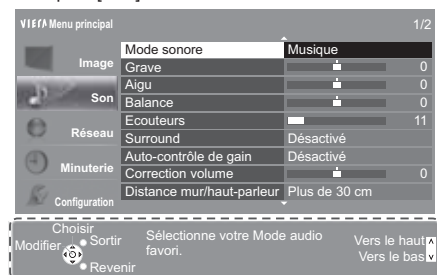 VIErA Menu principal 1/2
Image
Son
Réseau
Minuterie
Configuration
Mode sonore Musique
Grave 0
Aigu 0
Balance 0
Ecouteurs 11
Surround Désactivé
Auto-contrôle de gain Désactivé
Correction volume 0
Distance mur/haut-parleur Plus de 30 cm
Choisir
Modifier
Sortir
Revenir
Sélectionne votre Mode audio
favori.
Vers le haut
Vers le bas